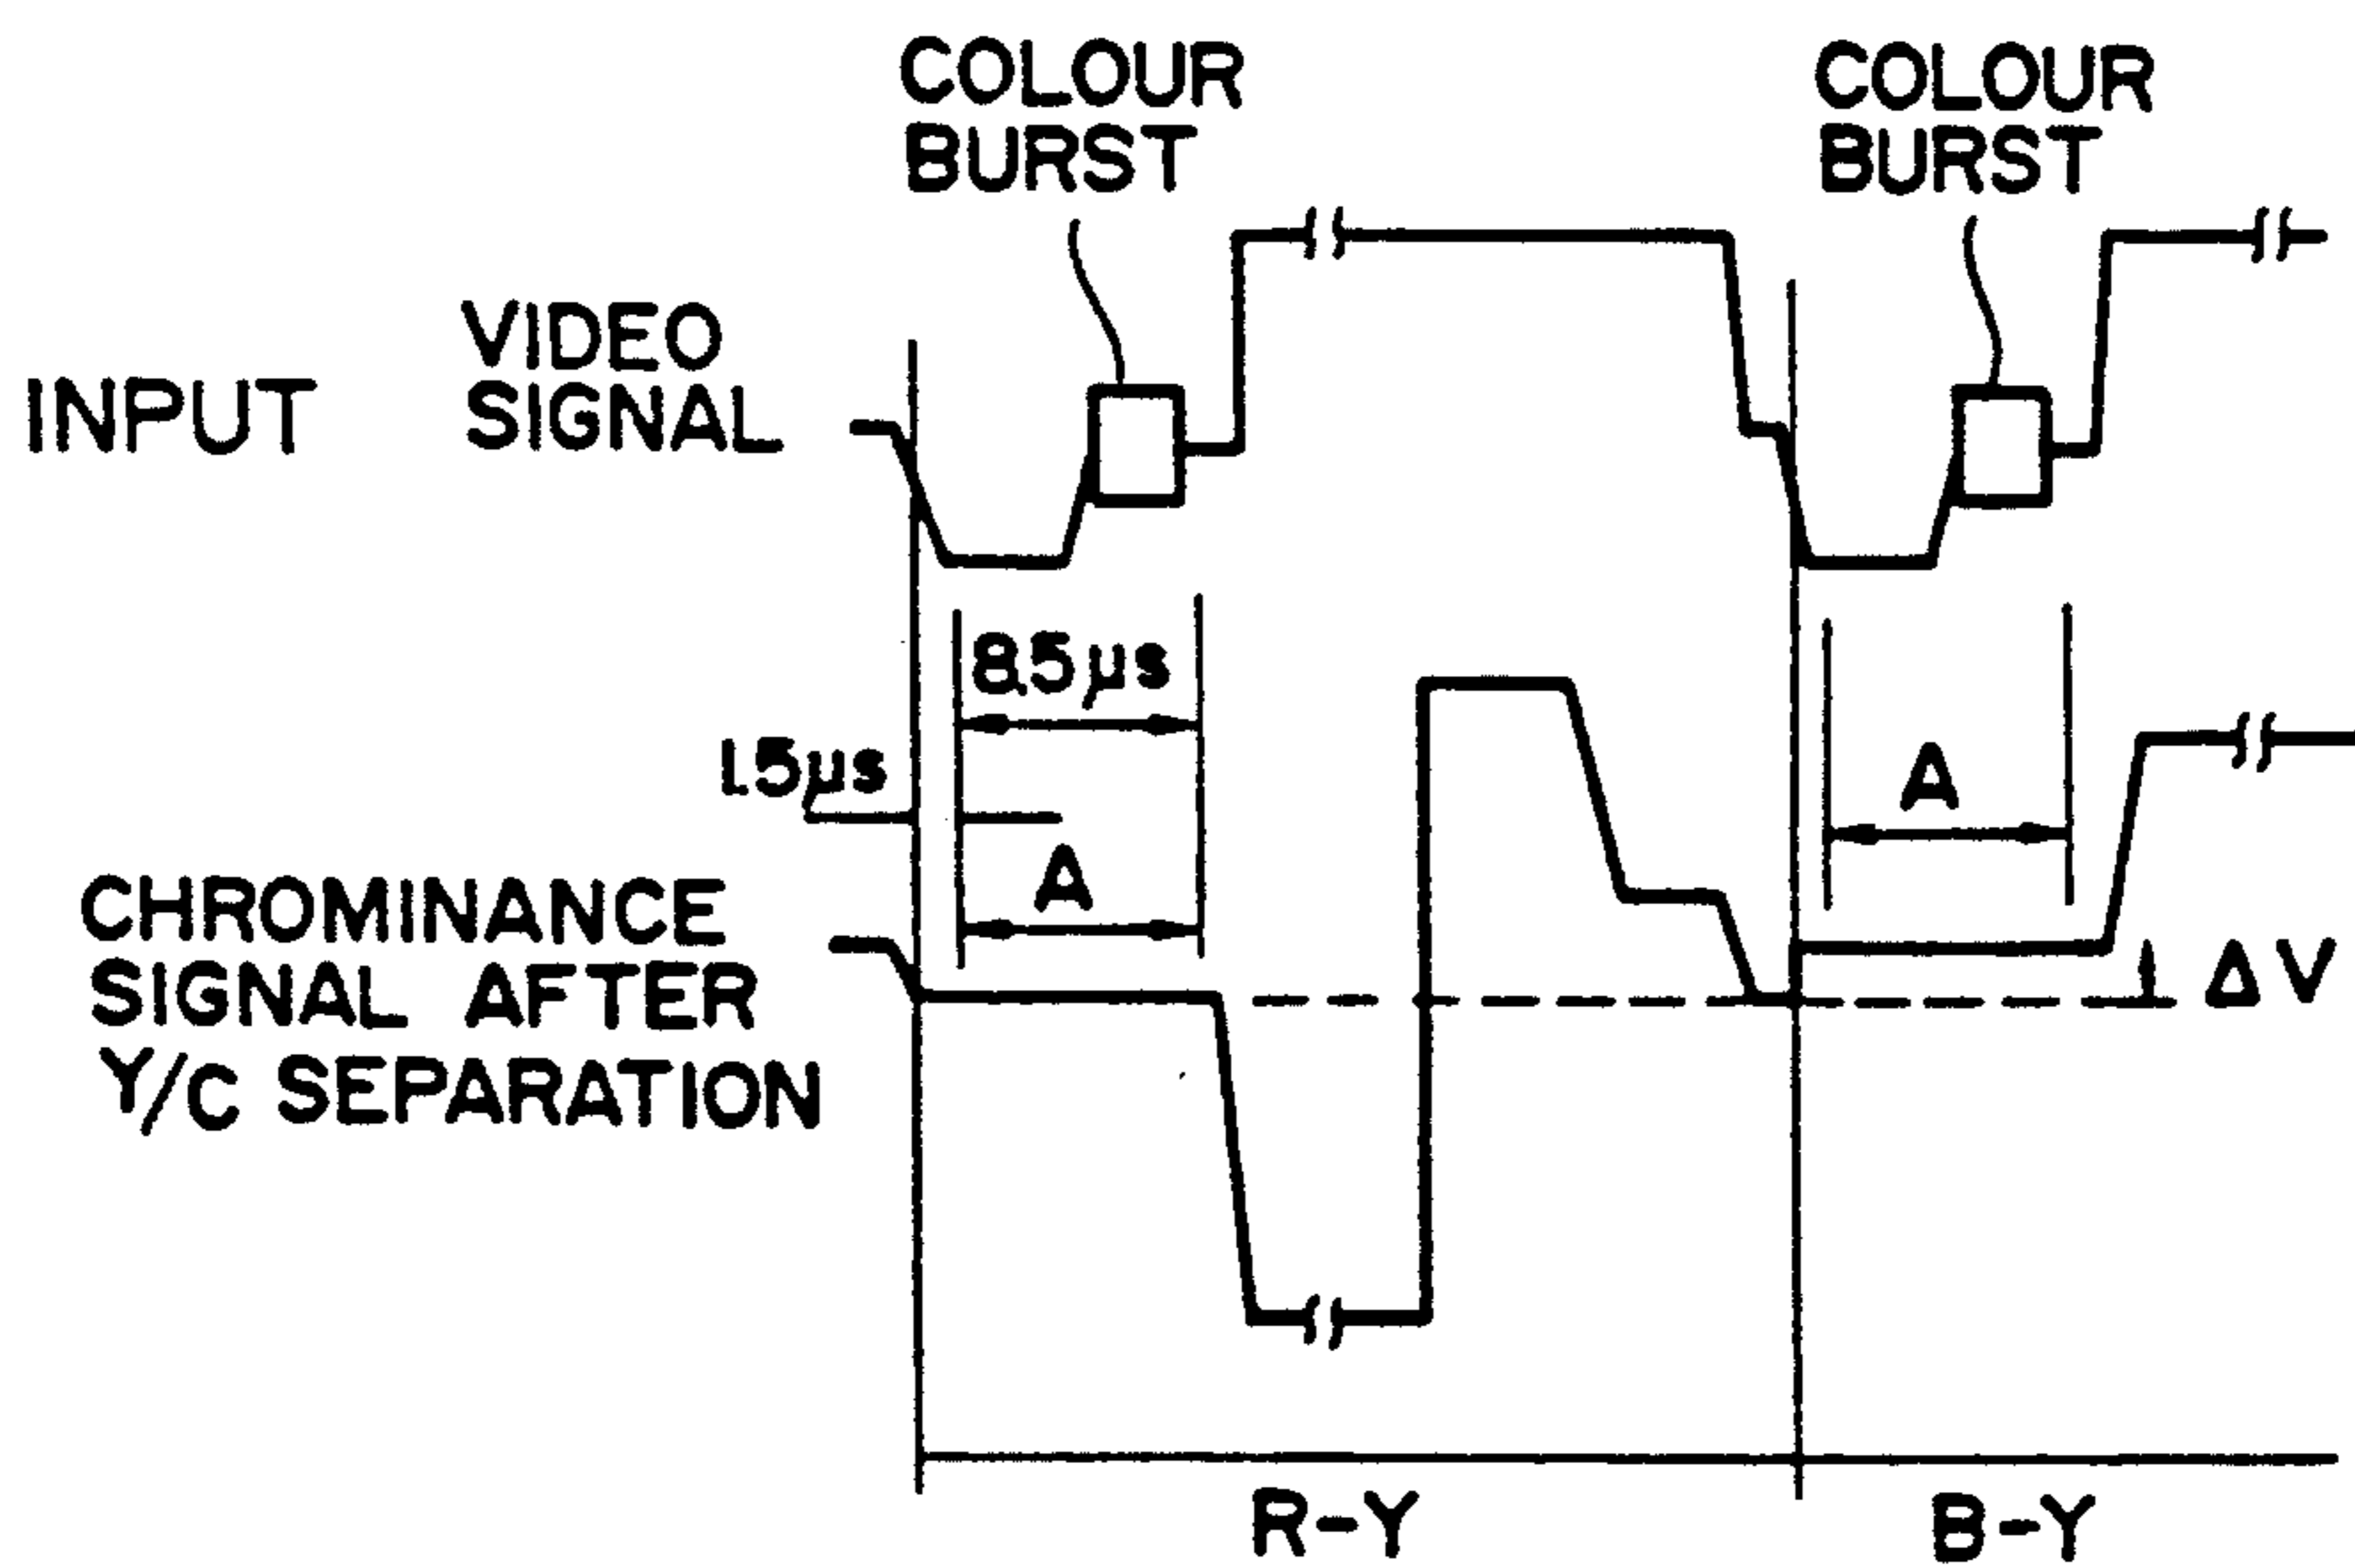 COLOUR
BURST
COLOUR
BURST
INPUT
VIDEO
SIGNAL
8.5μs
1.5μs
A
A
CHROMINANCE
SIGNAL AFTER
Y/C SEPARATION
ΔV
R-Y
B-Y